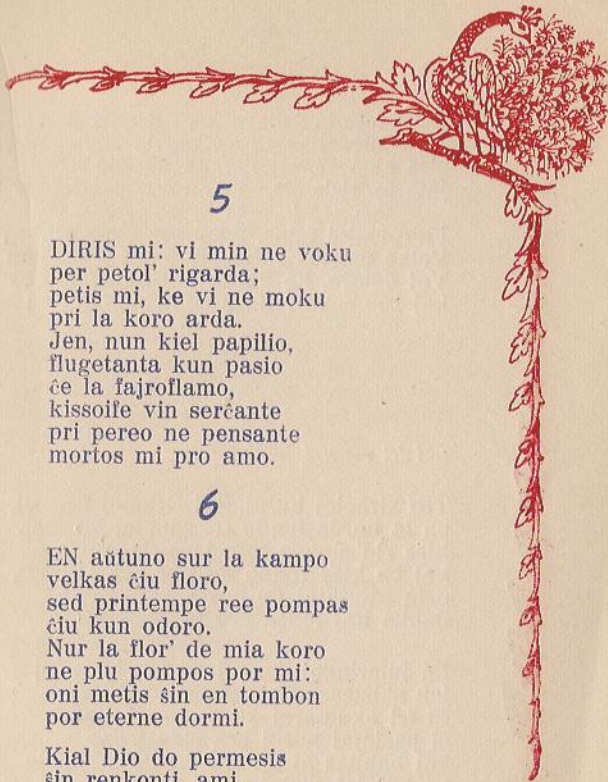 5
DIRIS mi: vi min ne voku
per petol' rigarda;
petis mi, ke vi ne moku
pri la koro arda.
Jen, nun kiel papilio,
flugetanta kun pasio
ĉe la fajroflamo,
kissoife vin serĉante
pri pereo ne pensante
mortos mi pro amo.
6
EN aŭtuno sur la kampo
velkas ĉiu floro,
sed printempe ree pompas
ĉiu kun odoro.
Nur la flor' de mia koro
ne plu pompos por mi:
oni metis ŝin en tombon
por eterne dormi.
Kial Dio do permesis
ŝin renkonti, ami